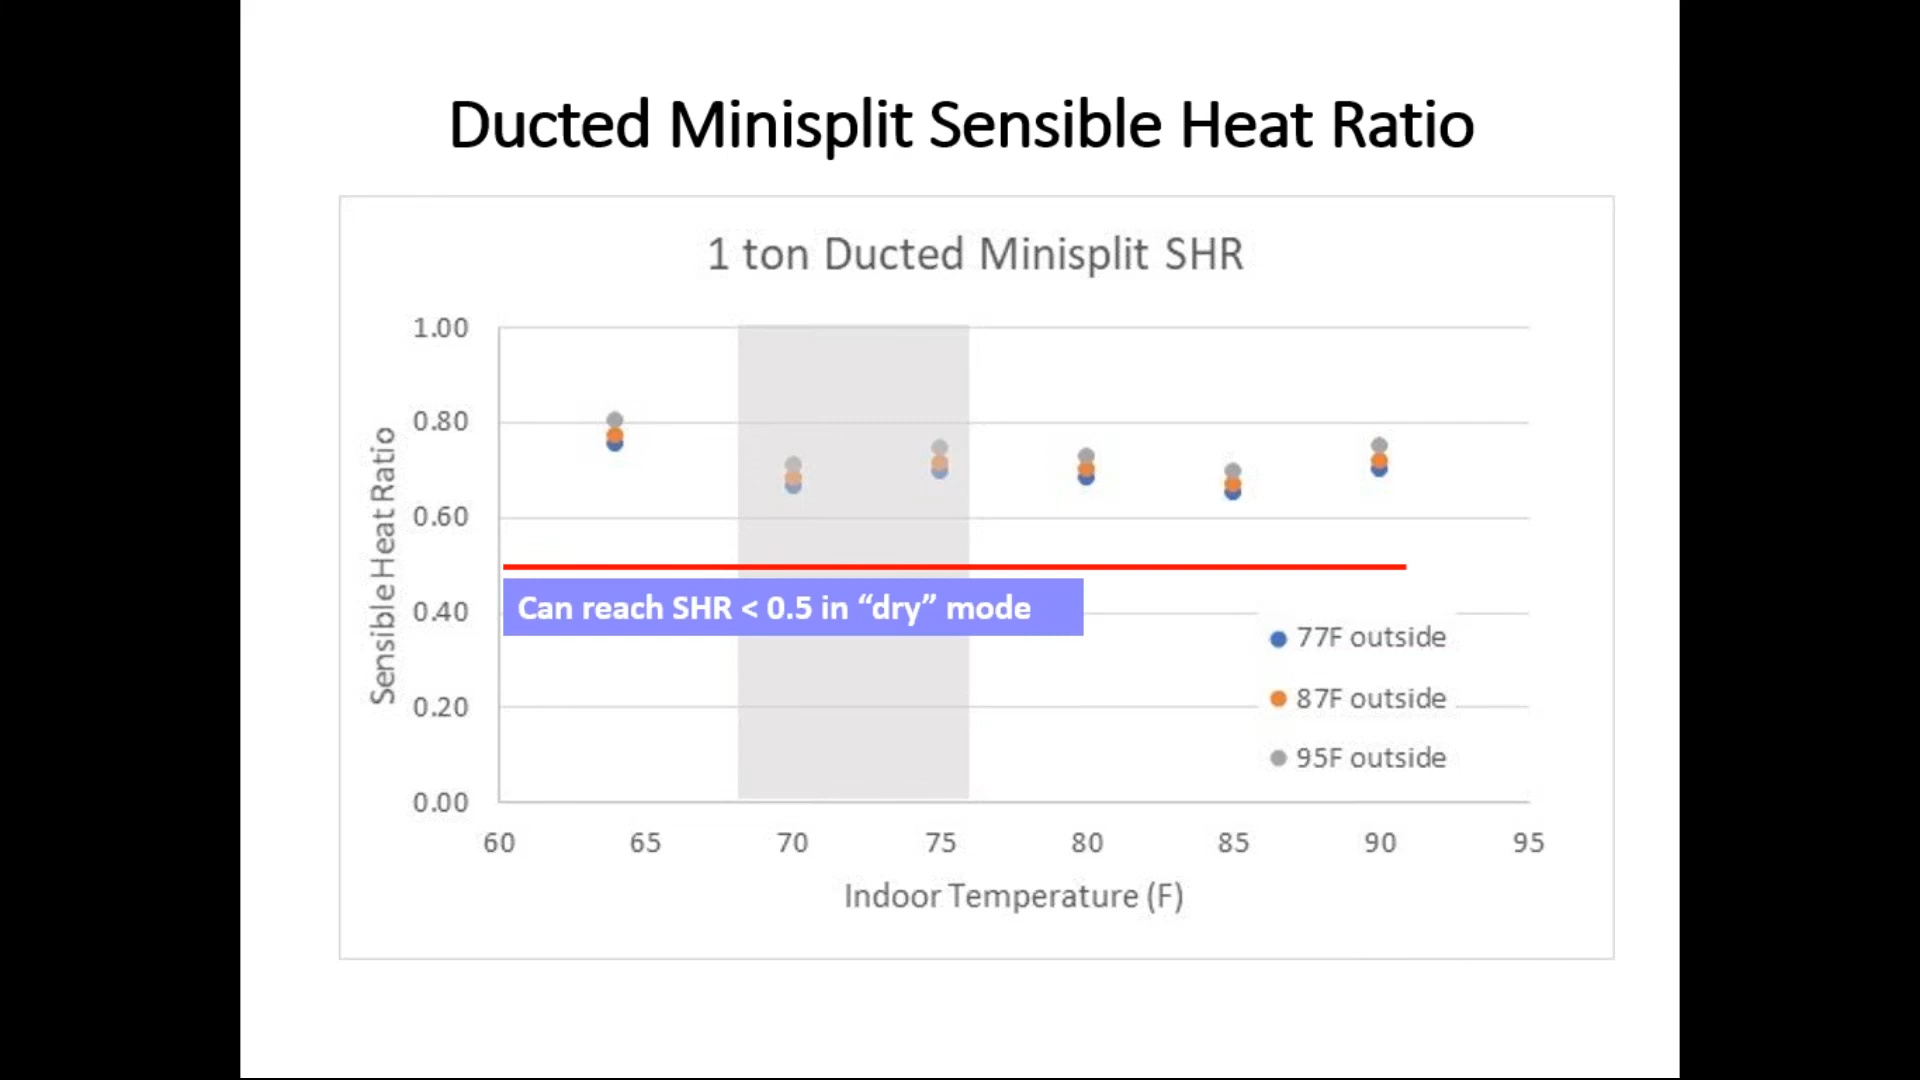 Ducted Minisplit Sensible Heat Ratio
1 ton Ducted Minisplit SHR
1.00
0.80
0.60
0.40
0.20
0.00
Sensible Heat Ratio
Can reach SHR < 0.5 in “dry” mode
77F outside
87F outside
95F outside
60 65 70 75 80 85 90 95
Indoor Temperature (F)